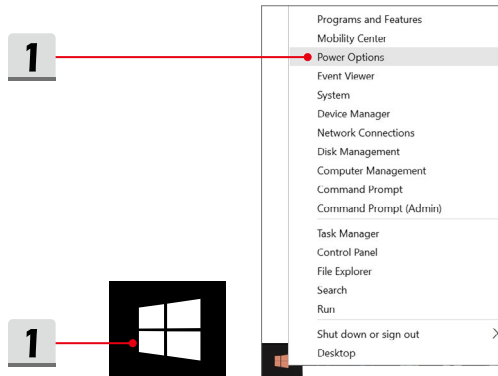 Programs and Features
Mobility Center
1
Power Options
Event Viewer
System
Device Manager
Network Connections
Disk Management
Computer Management
Command Prompt
Command Prompt (Admin)
Task Manager
Control Panel
File Explorer
Search
Run
Shut down or sign out
1
Desktop